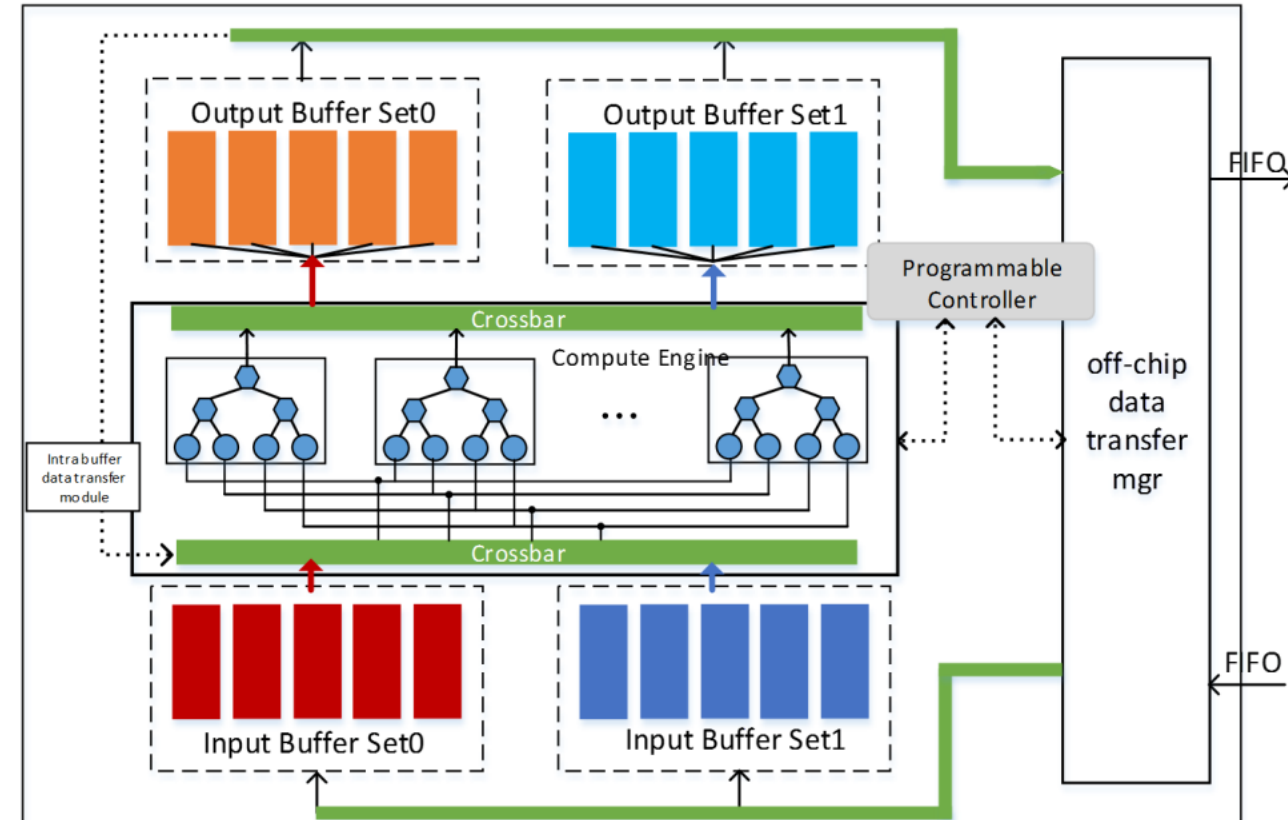 Output Buffer Set0
Output Buffer Set1
FIFO
Programmable
Controller
Crossbar
Compute Engine
...
off-chip
data
transfer
mgr
Intra buffer
data transfer
module
Crossbar
FIFO
Input Buffer Set0
Input Buffer Set1